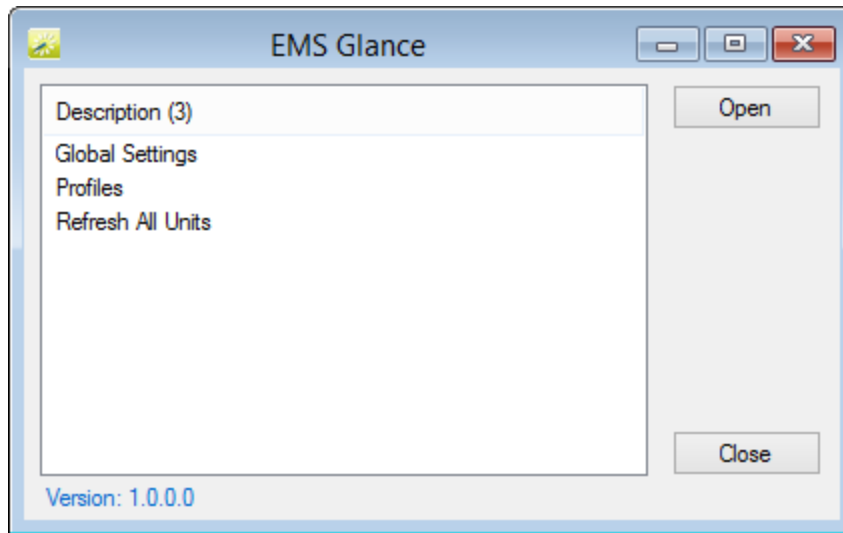 EMS Glance
Description (3)
Global Settings
Profiles
Refresh All Units
Open
Close
Version: 1.0.0.0